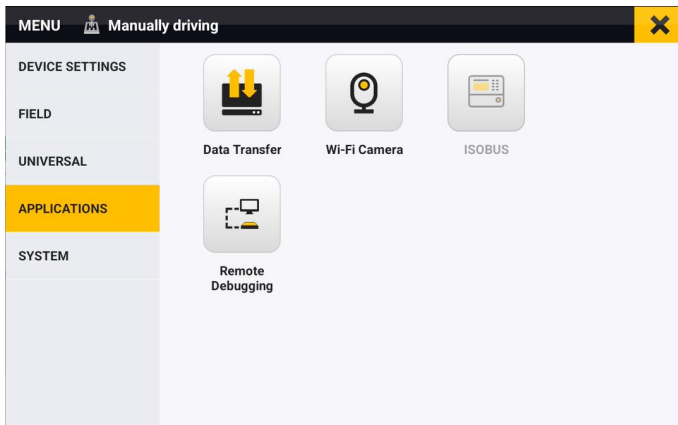 MENU Manually driving
DEVICE SETTINGS
FIELD
UNIVERSAL
APPLICATIONS
SYSTEM
Data Transfer
Wi-Fi Camera
ISOBUS
Remote
Debugging